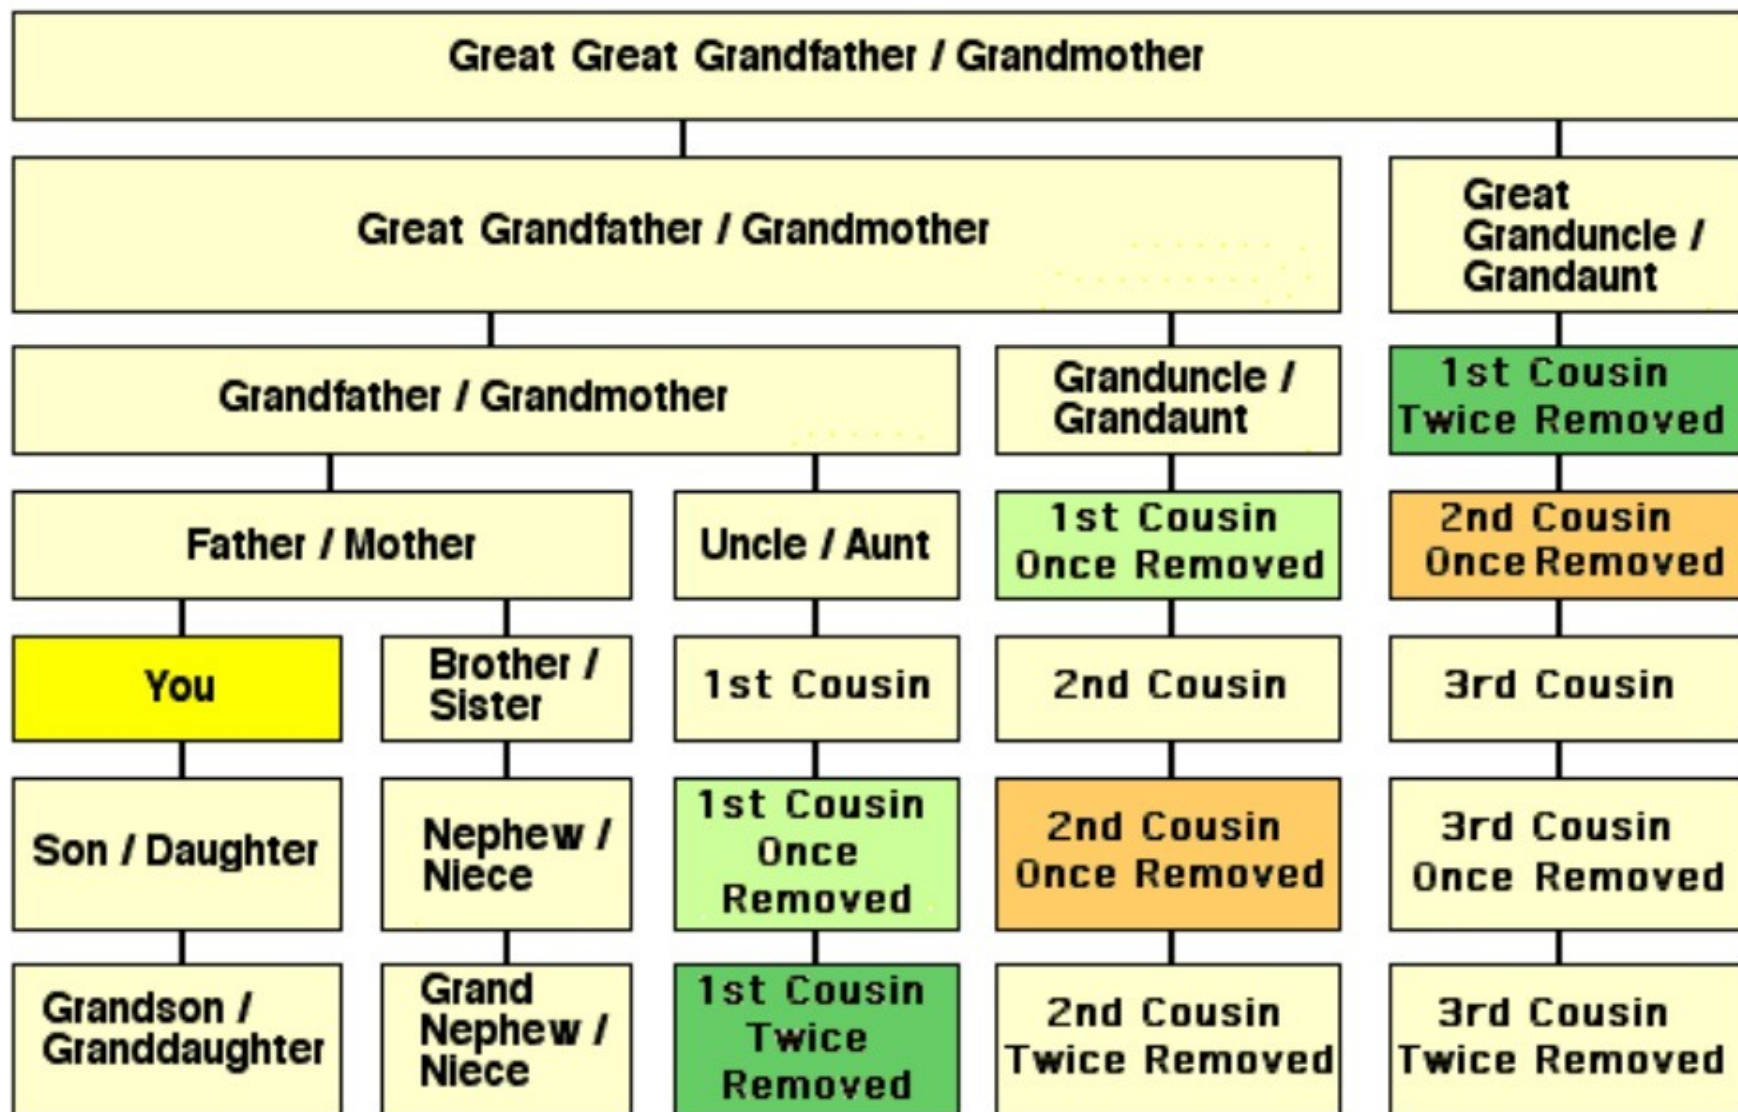 Great Great Grandfather / Grandmother
Great Grandfather / Grandmother
Great
Granduncle /
Grandaunt
Grandfather / Grandmother
Granduncle /
Grandaunt
1st Cousin
Twice Removed
Father / Mother
Uncle / Aunt
1st Cousin
Once Removed
2nd Cousin
Once Removed
You
Brother /
Sister
1st Cousin
2nd Cousin
3rd Cousin
Son / Daughter
Nephew /
Niece
1st Cousin
Once
Removed
2nd Cousin
Once Removed
3rd Cousin
Once Removed
Grandson /
Granddaughter
Grand
Nephew /
Niece
1st Cousin
Twice
Removed
2nd Cousin
Twice Removed
3rd Cousin
Twice Removed